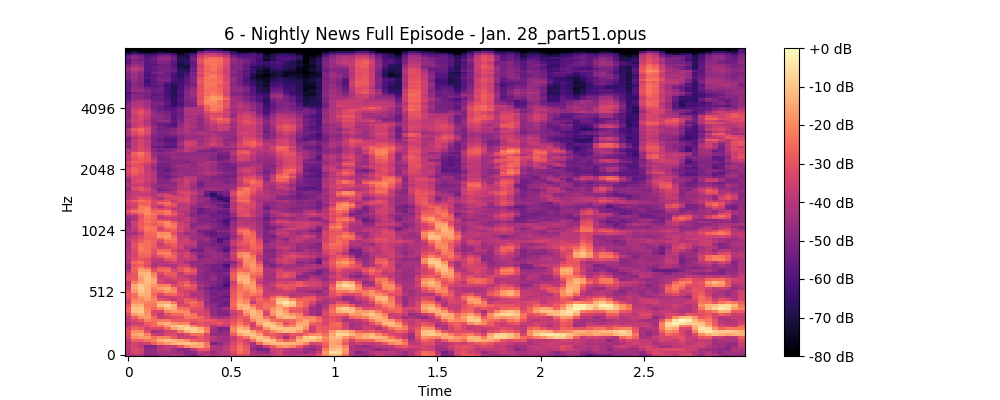 6 - Nightly News Full Episode - Jan. 28_part51.opus
Hz
4096
2048
1024
512
0
0 0.5 1 1.5 2 2.5
Time
+0 dB
-10 dB
-20 dB
-30 dB
-40 dB
-50 dB
-60 dB
-70 dB
-80 dB